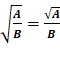 √(A/B) = √A/B